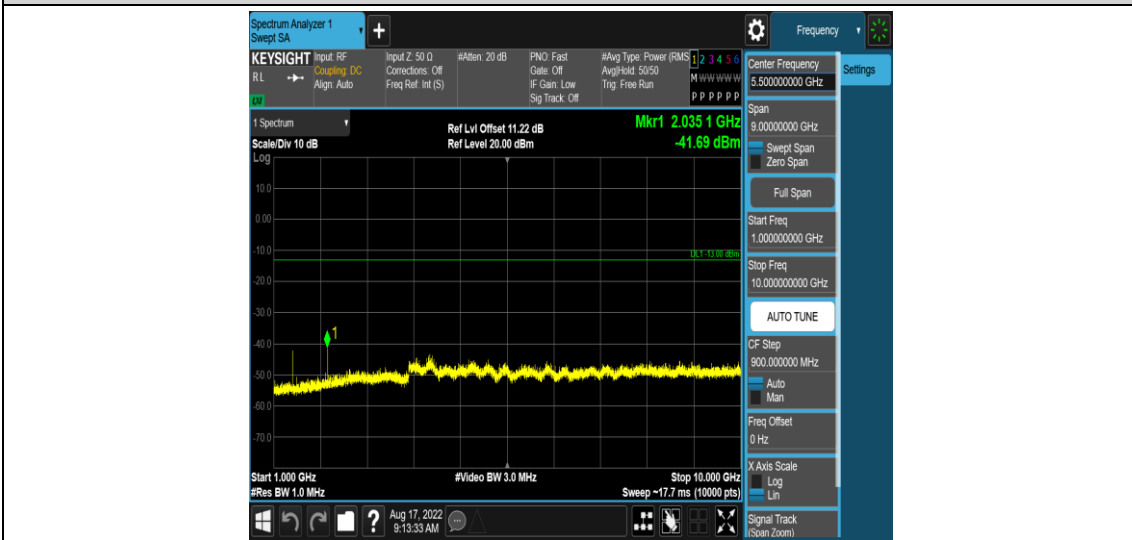 Spectrum Analyzer 1
Swept SA
+
Frequency
KEYSIGHT
RL
LXI
Input: RF
Coupling: DC
Align: Auto
Input Z: 50 Ω
Corrections: Off
Freq Ref: Int (S)
#Atten: 20 dB
PNO: Fast
Gate: Off
IF Gain: Low
Sig Track: Off
#Avg Type: Power (RMS
Avg|Hold: 50/50
Trig: Free Run
1 2 3 4 5 6
M W W W W W
P P P P P P
1 Spectrum
Scale/Div 10 dB
Log
Ref Lvl Offset 11.22 dB
Ref Level 20.00 dBm
Mkr1 2.035 1 GHz
-41.69 dBm
10.0
0.00
-10.0
DL1 -13.00 dBm
-20.0
-30.0
1
-40.0
-50.0
-60.0
-70.0
Start 1.000 GHz
#Res BW 1.0 MHz
#Video BW 3.0 MHz
Stop 10.000 GHz
Sweep ~17.7 ms (10000 pts)
?
Aug 17, 2022
9:13:33 AM
Center Frequency
5.500000000 GHz
Settings
Span
9.00000000 GHz
Swept Span
Zero Span
Full Span
Start Freq
1.000000000 GHz
Stop Freq
10.000000000 GHz
AUTO TUNE
CF Step
900.000000 MHz
Auto
Man
Freq Offset
0 Hz
X Axis Scale
Log
Lin
Signal Track
(Span Zoom)